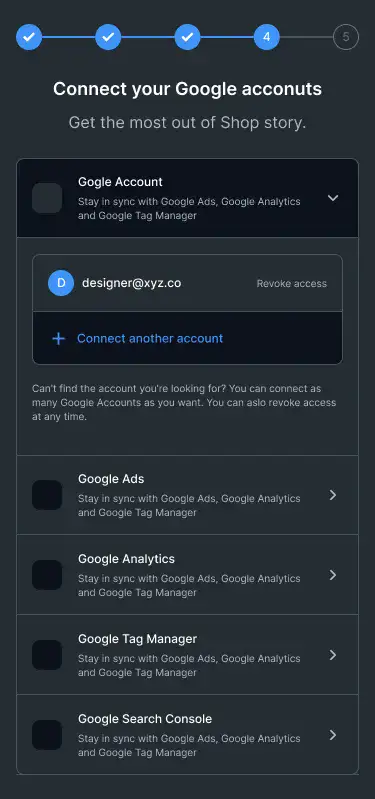 4
5
Connect your Google acconuts
Get the most out of Shop story.
Gogle Account
Stay in sync with Google Ads, Google Analytics
and Google Tag Manager
D
designer@xyz.co
Revoke access
Connect another account
Can't find the account you're looking for? You can connect as
many Google Accounts as you want. You can aslo revoke access
at any time.
Google Ads
Stay in sync with Google Ads, Google Analytics
and Google Tag Manager
Google Analytics
Stay in sync with Google Ads, Google Analytics
and Google Tag Manager
Google Tag Manager
Stay in sync with Google Ads, Google Analytics
and Google Tag Manager
Google Search Console
Stay in sync with Google Ads, Google Analytics
and Google Tag Manager